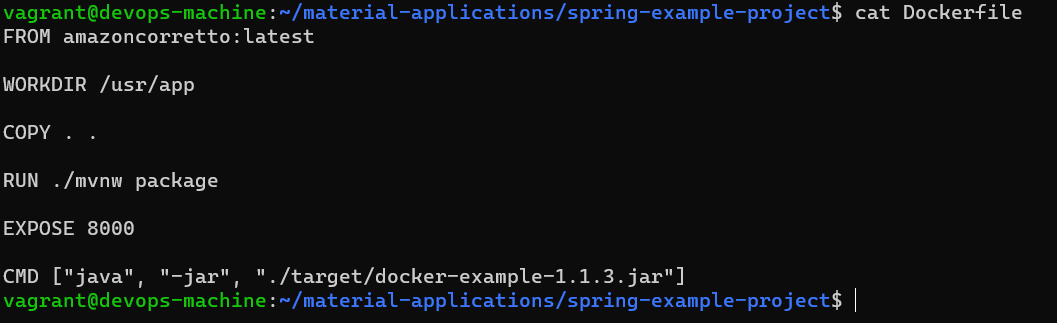 vagrant@devops-machine:~/material-applications/spring-example-project$ cat Dockerfile
FROM amazoncorretto:latest
WORKDIR /usr/app
COPY . .
RUN ./mvnw package
EXPOSE 8000
CMD ["java", "-jar", "./target/docker-example-1.1.3.jar"]
vagrant@devops-machine:~/material-applications/spring-example-project$